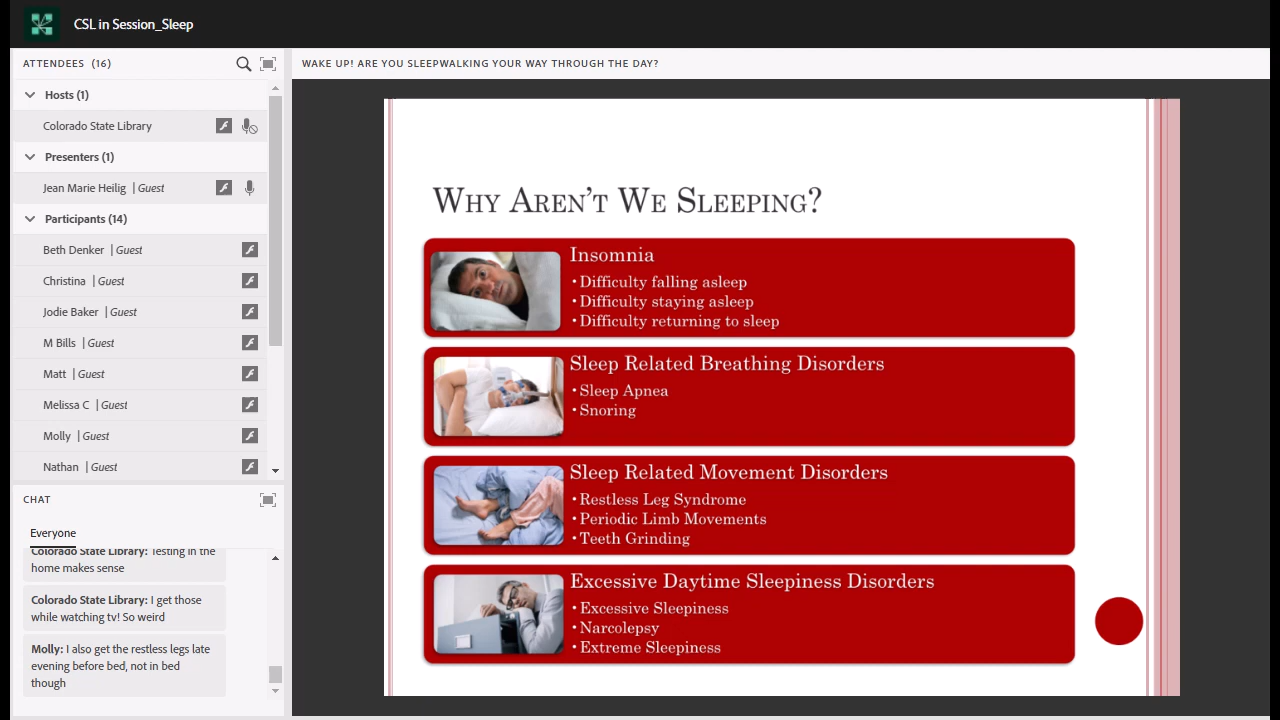 CSL in Session_Sleep
ATTENDEES (16)
Hosts (1)
Colorado State Library
Presenters (1)
Jean Marie Heilig | Guest
Participants (14)
Beth Denker | Guest
Christina | Guest
Jodie Baker | Guest
M Bills | Guest
Matt | Guest
Melissa C | Guest
Molly | Guest
Nathan | Guest
CHAT
Everyone
Colorado State Library: Testing in the
home makes sense
Colorado State Library: I get those
while watching tv! So weird
Molly: I also get the restless legs late
evening before bed, not in bed
though
WAKE UP! ARE YOU SLEEPWALKING YOUR WAY THROUGH THE DAY?
WHY AREN'T WE SLEEPING?
Insomnia
•Difficulty falling asleep
•Difficulty staying asleep
•Difficulty returning to sleep
Sleep Related Breathing Disorders
•Sleep Apnea
•Snoring
Sleep Related Movement Disorders
•Restless Leg Syndrome
•Periodic Limb Movements
•Teeth Grinding
Excessive Daytime Sleepiness Disorders
•Excessive Sleepiness
•Narcolepsy
•Extreme Sleepiness